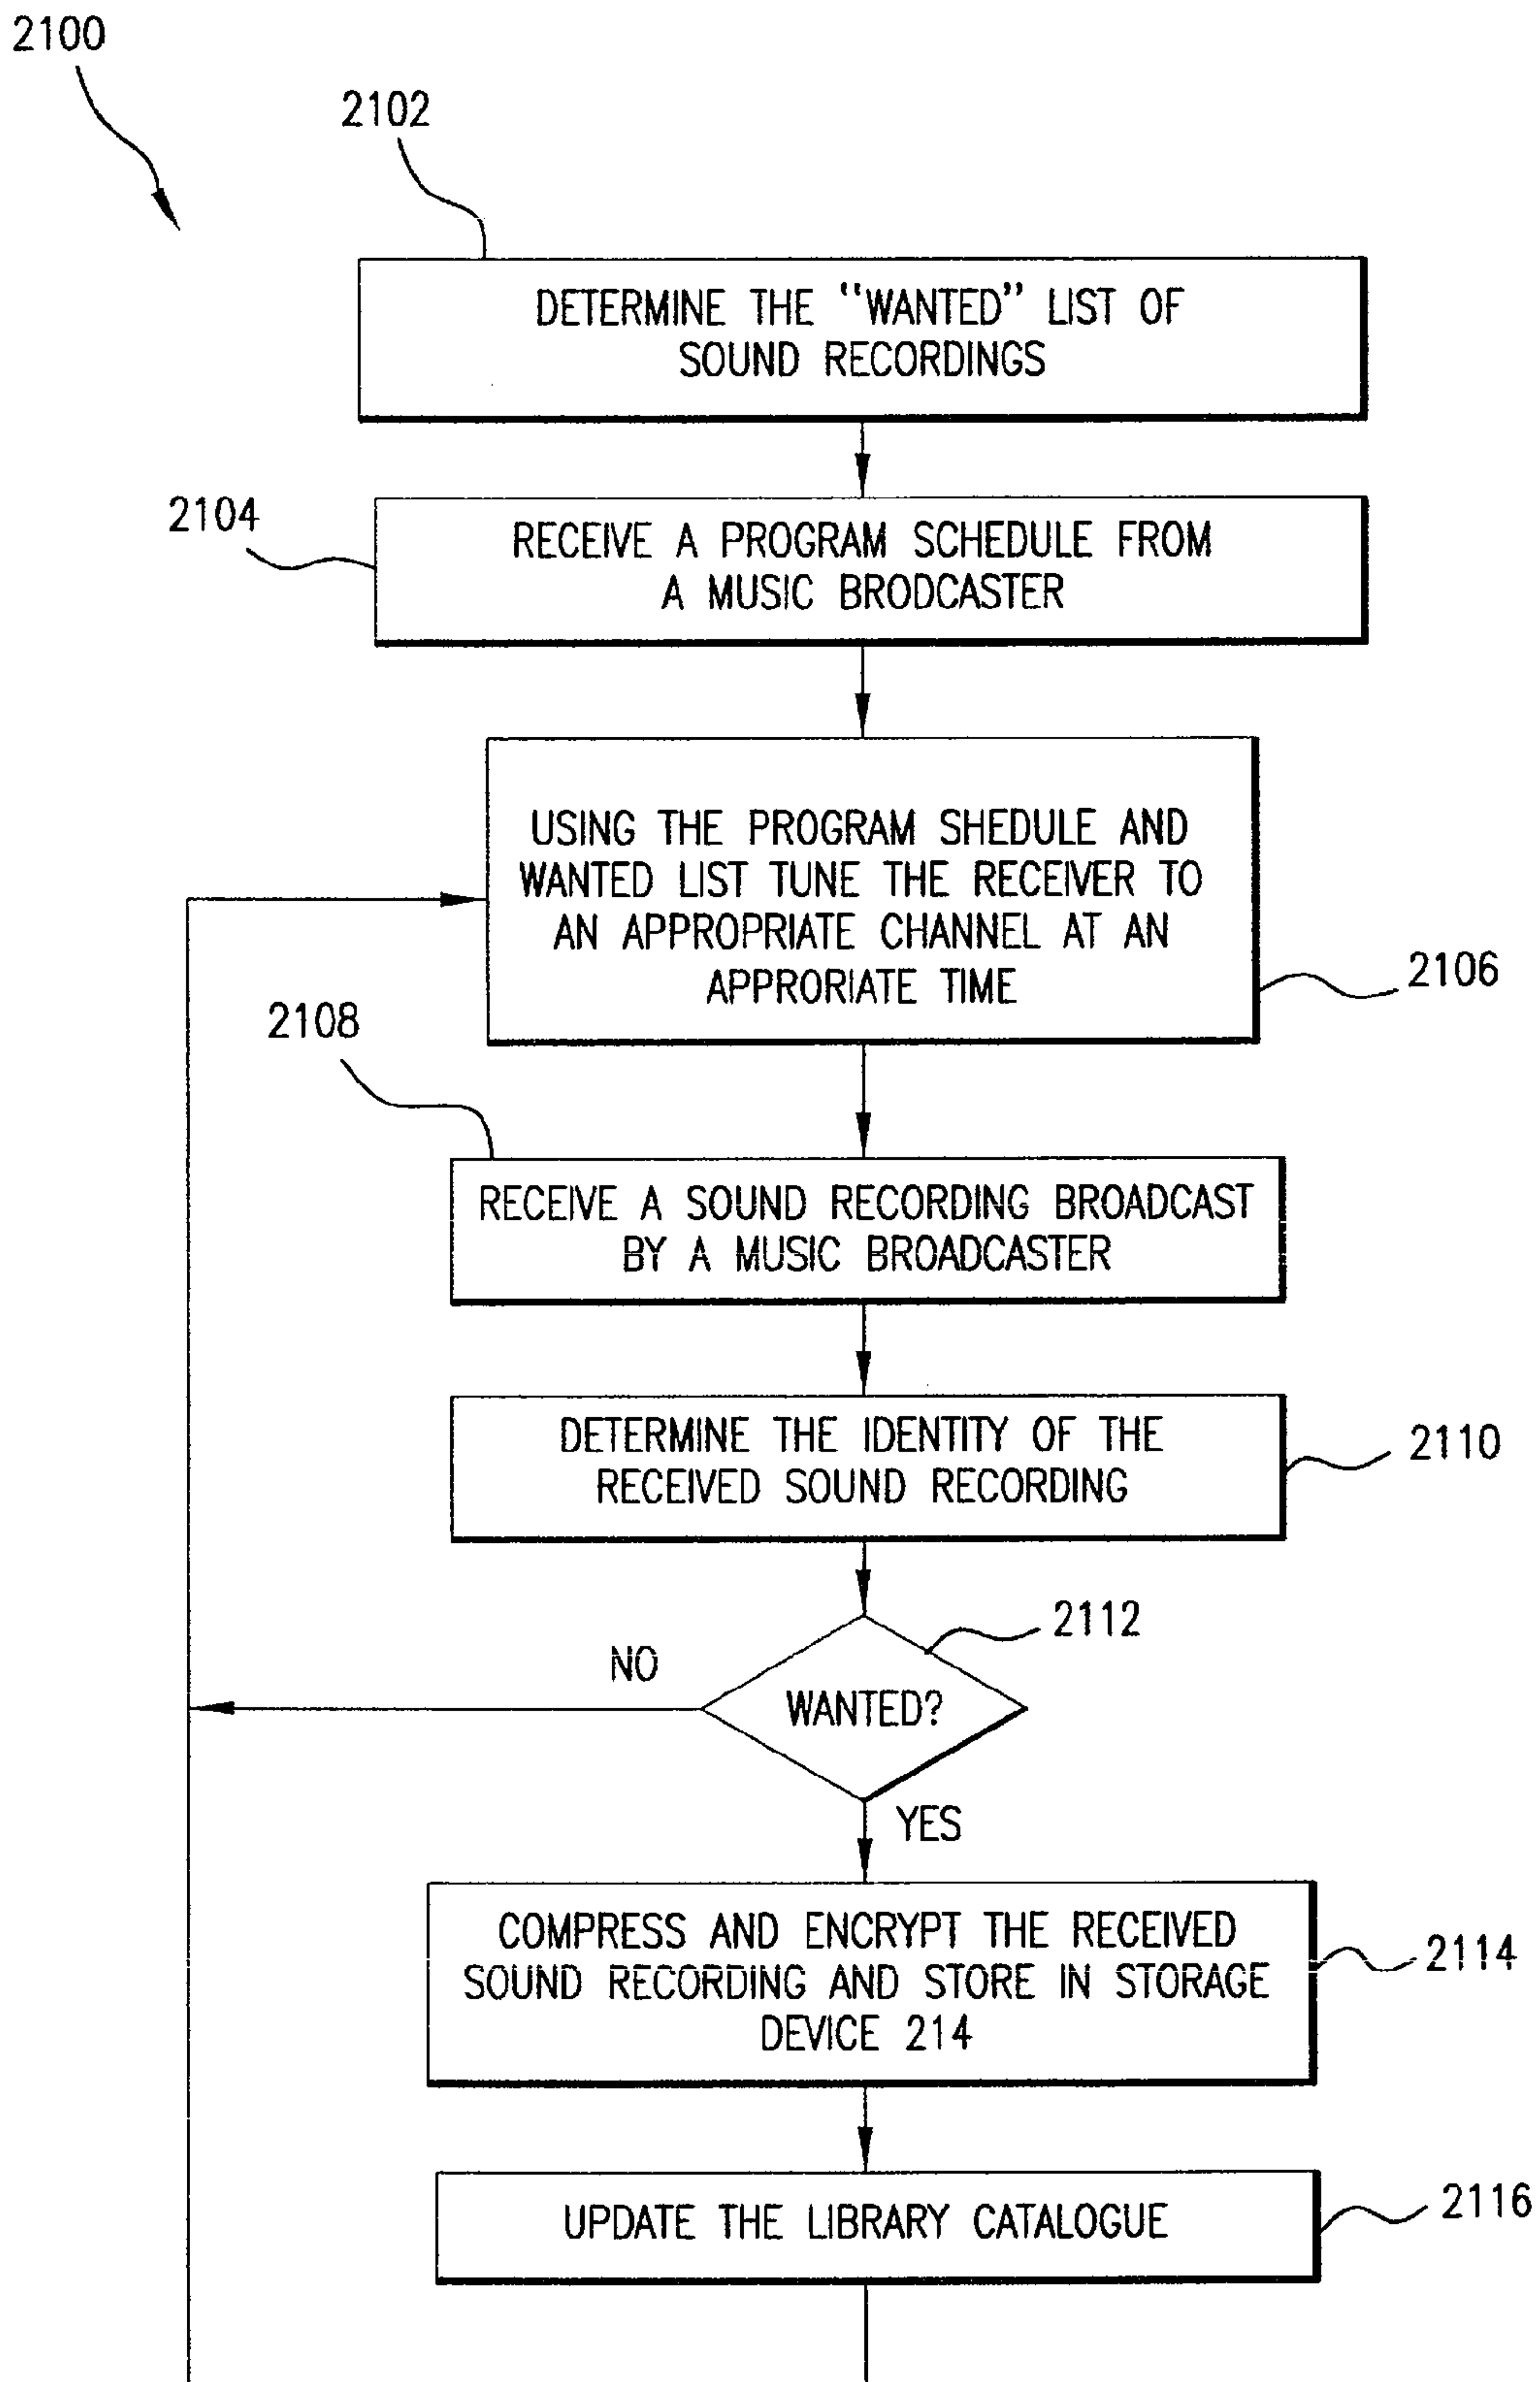 2100
2102
DETERMINE THE "WANTED" LIST OF
SOUND RECORDINGS
2104
RECEIVE A PROGRAM SCHEDULE FROM
A MUSIC BRODCASTER
USING THE PROGRAM SHEDULE AND
WANTED LIST TUNE THE RECEIVER TO
AN APPROPRIATE CHANNEL AT AN
APPRORIATE TIME
2106
2108
RECEIVE A SOUND RECORDING BROADCAST
BY A MUSIC BROADCASTER
DETERMINE THE IDENTITY OF THE
RECEIVED SOUND RECORDING
2110
2112
NO
WANTED?
YES
COMPRESS AND ENCRYPT THE RECEIVED
SOUND RECORDING AND STORE IN STORAGE
DEVICE 214
2114
UPDATE THE LIBRARY CATALOGUE
2116